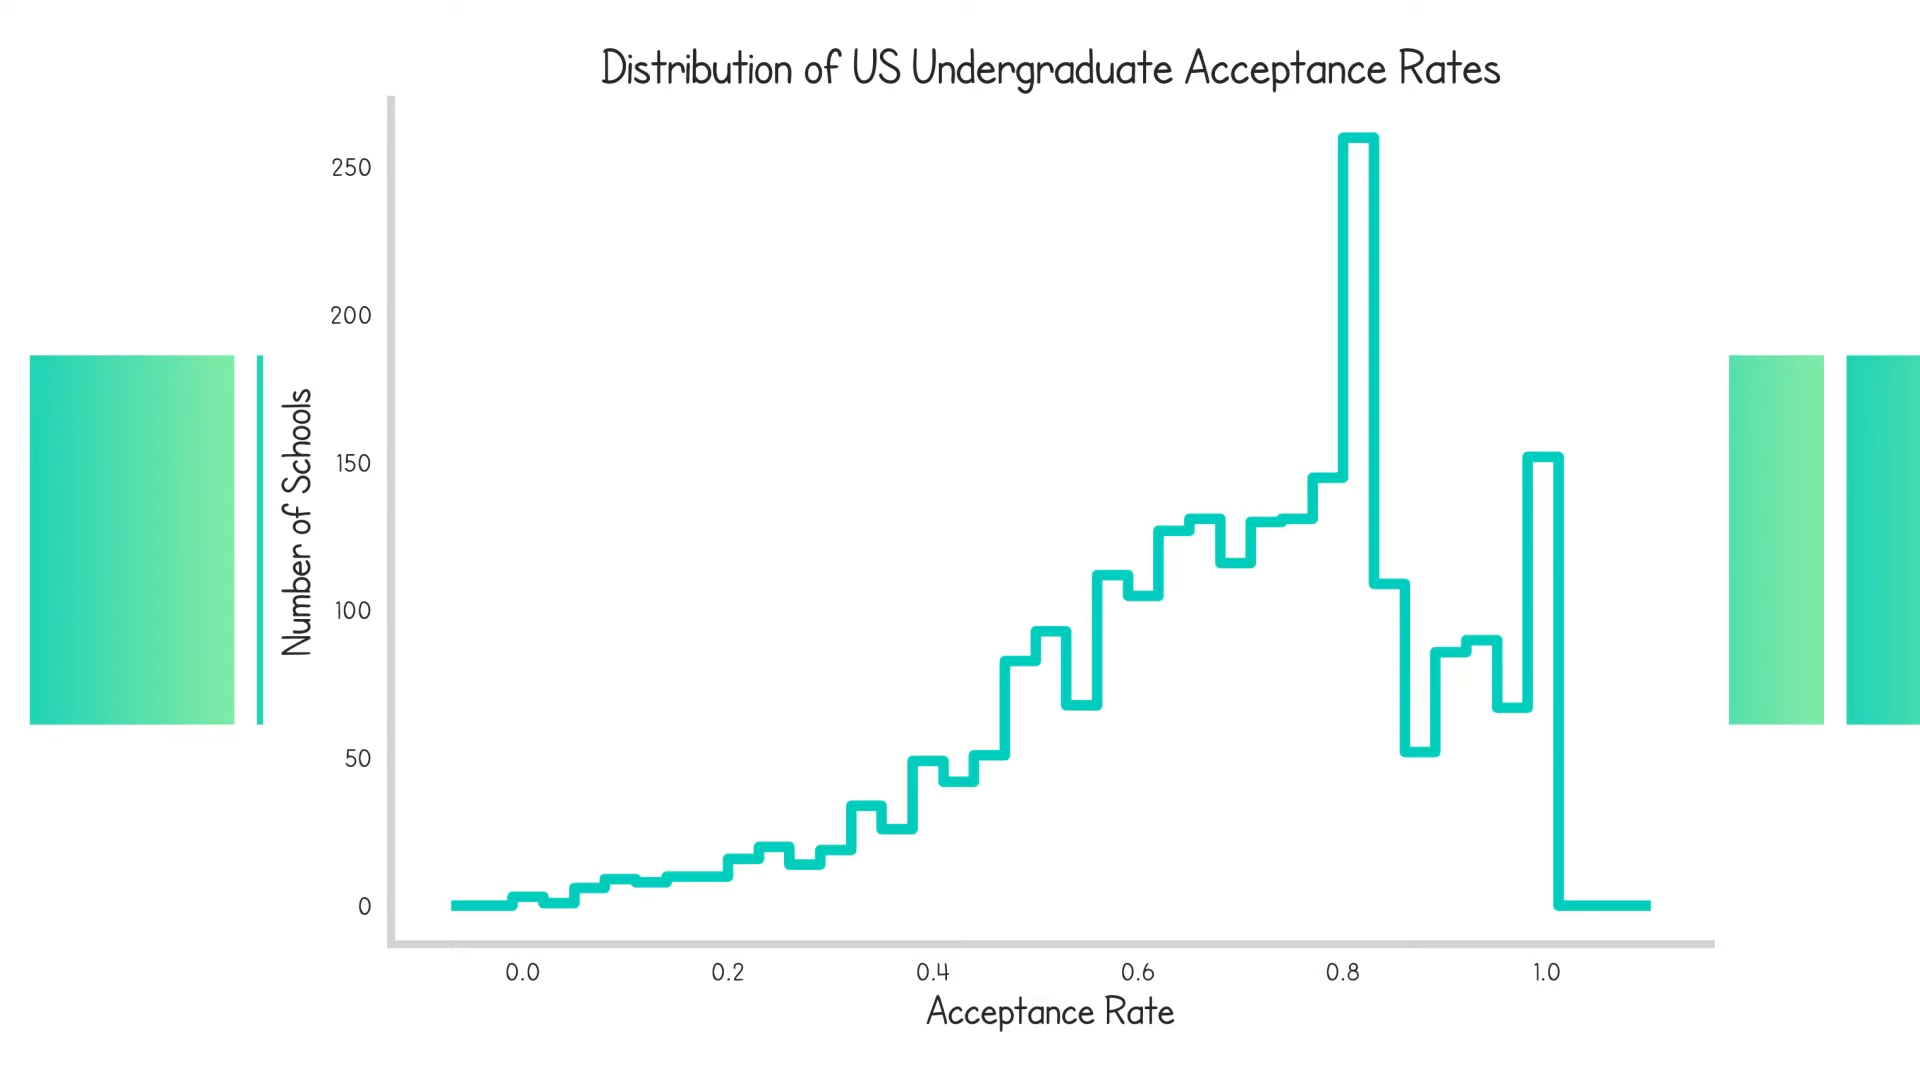 Distribution of US Undergraduate Acceptance Rates
250
200
150
100
50
0
Number of Schools
0.0 0.2 0.4 0.6 0.8 1.0
Acceptance Rate